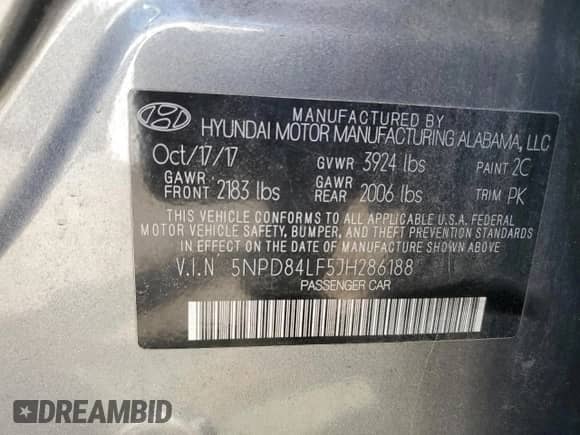 MANUFACTURED BY
HYUNDAI MOTOR MANUFACTURING ALABAMA, LLC
Oct/17/17 GVWR 3924 lbs PAINT 2C
GAWR FRONT 2183 lbs GAWR REAR 2006 lbs TRIM PK
THIS VEHICLE CONFORMS TO ALL APPLICABLE U.S.A. FEDERAL
MOTOR VEHICLE SAFETY, BUMPER, AND THEFT PREVENTION STANDARDS
IN EFFECT ON THE DATE OF MANUFACTURE SHOWN ABOVE.
V.I.N 5NPD84LF5JH286188
PASSENGER CAR
DREAMBID